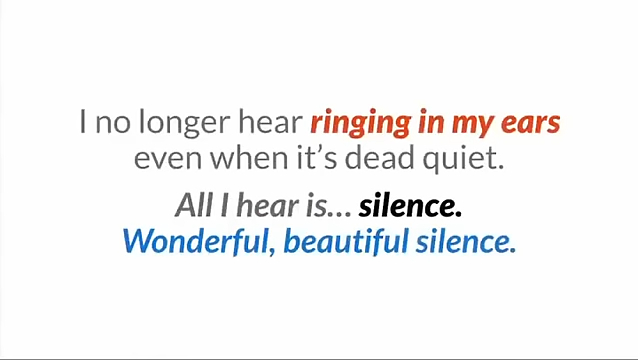 I no longer hear ringing in my ears
even when it's dead quiet.
All I hear is... silence.
Wonderful, beautiful silence.